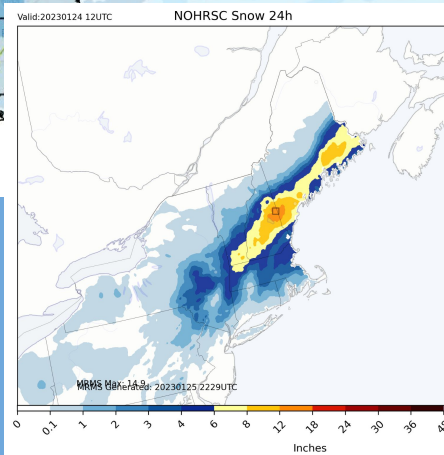 Valid:20230124 12UTC
NOHRSC Snow 24h
MRMS Max: 14.9
MRMS Generated: 20230125 2229UTC
0 0.1 1 2 3 4 6 8 12 18 24 30 36
Inches